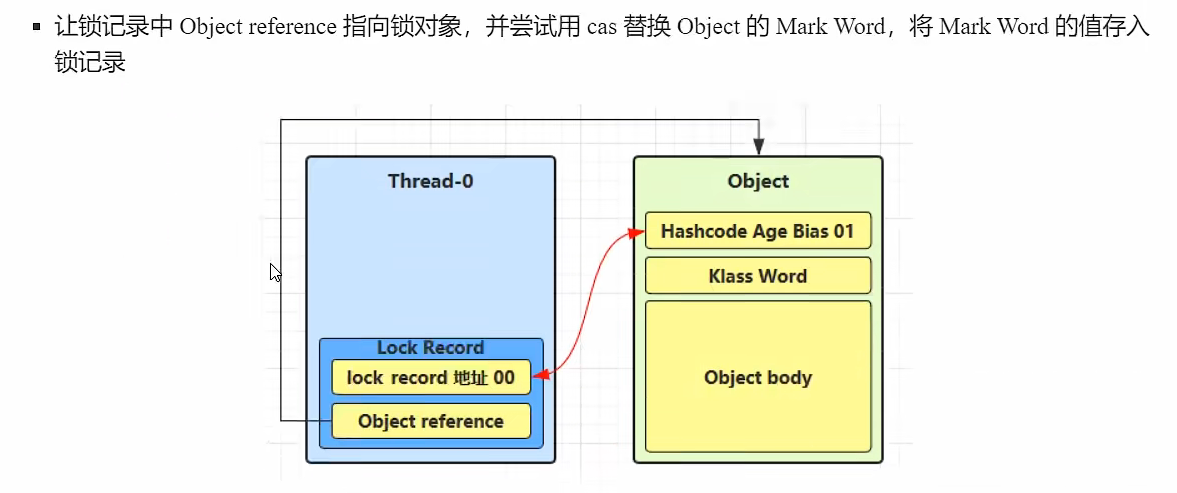 让锁记录中 Object reference 指向锁对象，并尝试用 cas 替换 Object 的 Mark Word，将 Mark Word 的值存入
锁记录
Thread-0
Lock Record
lock record 地址 00
Object reference
Object
Hashcode Age Bias 01
Klass Word
Object body